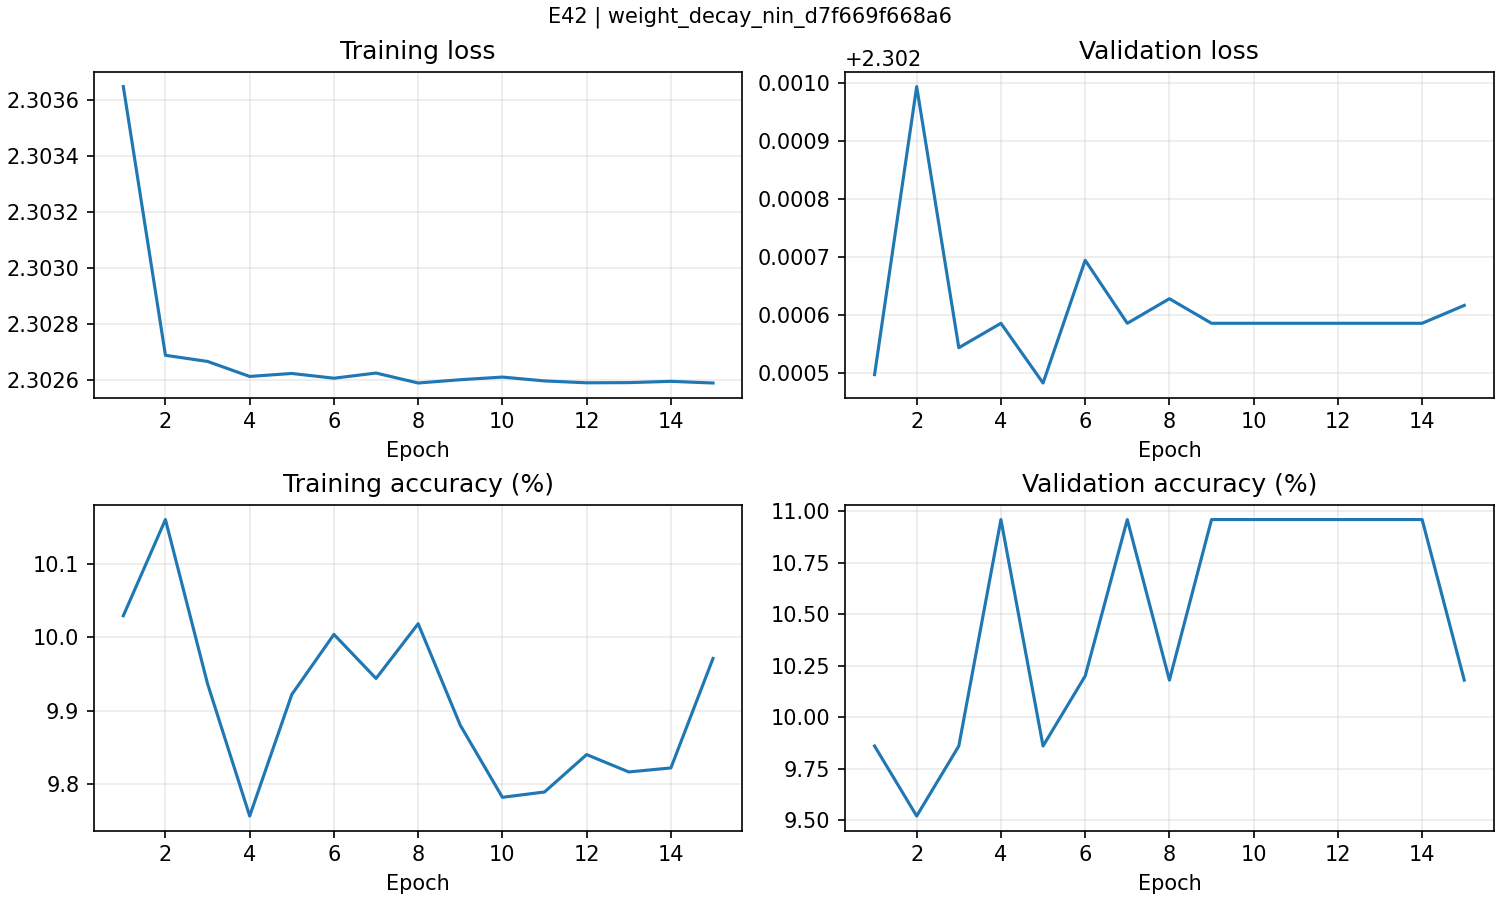 E42 | weight_decay_nin_d7f669f668a6
Training loss
2.3036
2.3034
2.3032
2.3030
2.3028
2.3026
2 4 6 8 10 12 14
Epoch
Validation loss
+2.302
0.0010
0.0009
0.0008
0.0007
0.0006
0.0005
2 4 6 8 10 12 14
Epoch
Training accuracy (%)
10.1
10.0
9.9
9.8
2 4 6 8 10 12 14
Epoch
Validation accuracy (%)
11.00
10.75
10.50
10.25
10.00
9.75
9.50
2 4 6 8 10 12 14
Epoch